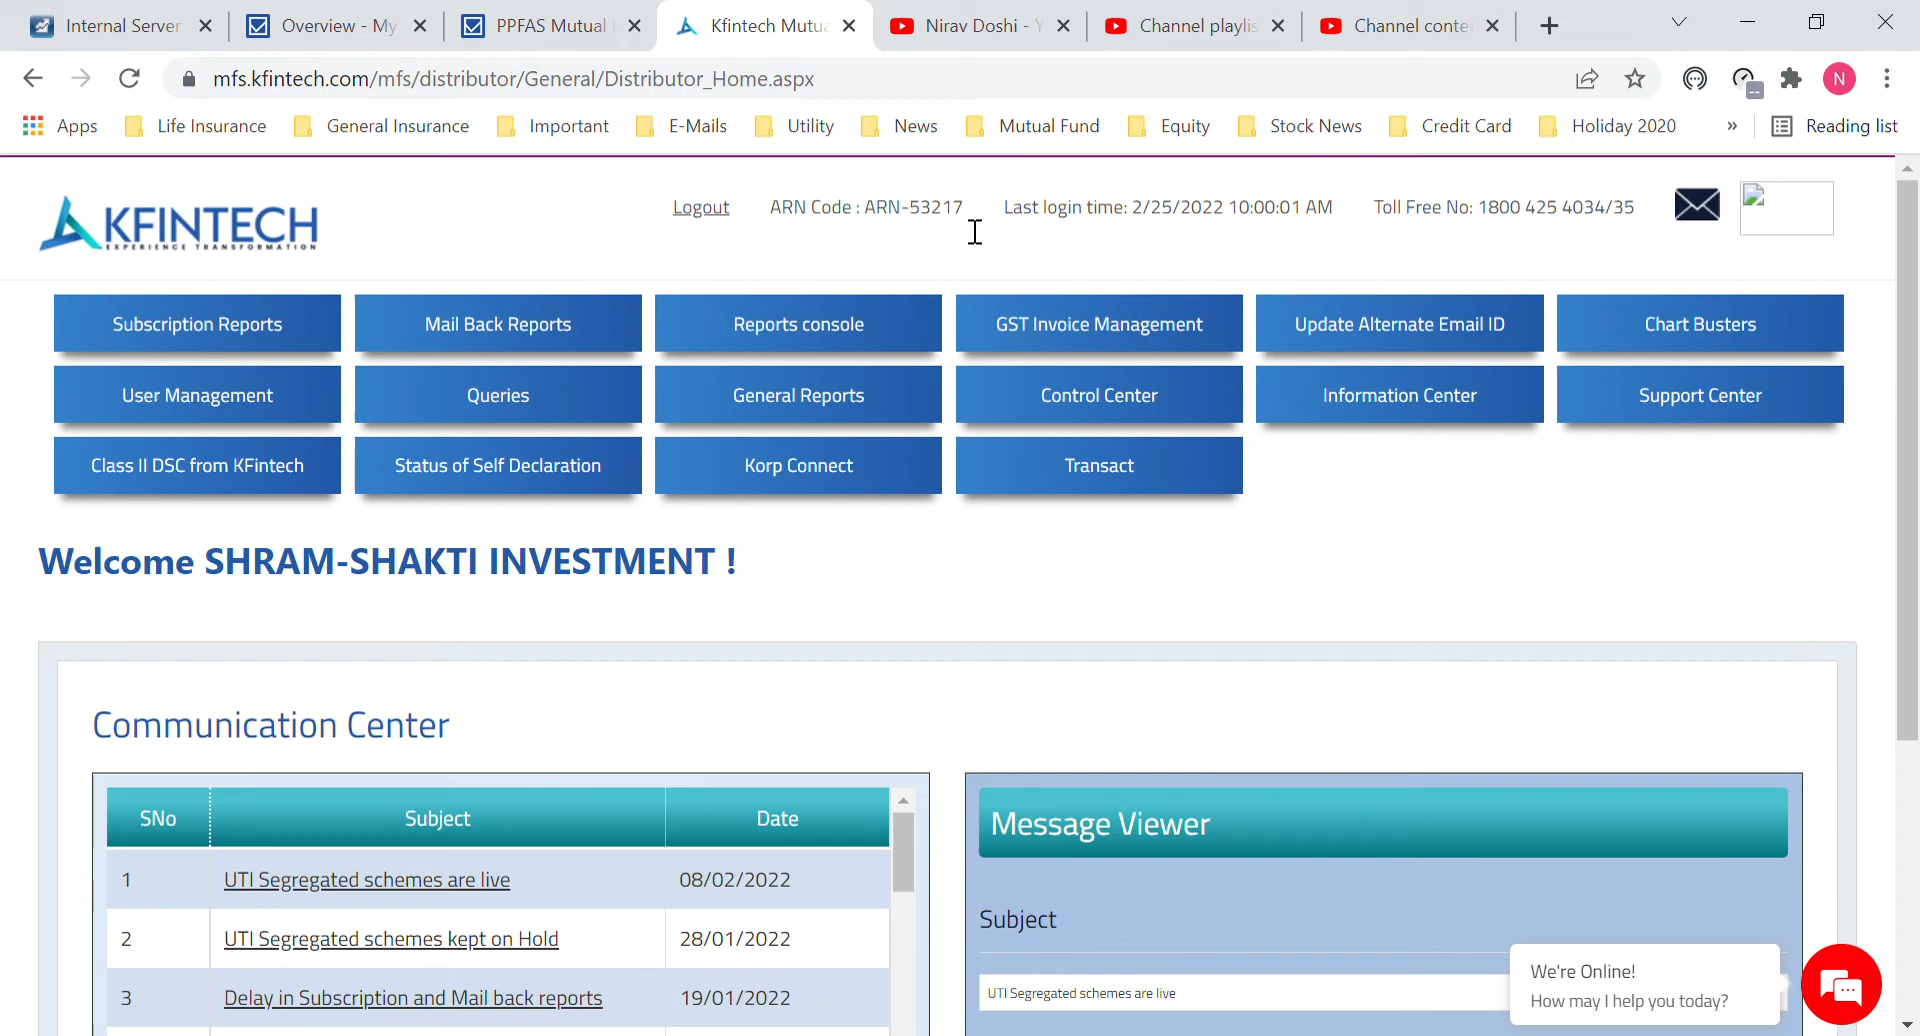 Internal Server
Overview - My
PPFAS Mutual
Kfintech Mutua
Nirav Doshi - Y
Channel playlis
Channel conte
mfs.kfintech.com/mfs/distributor/General/Distributor_Home.aspx
N
Apps
Life Insurance
General Insurance
Important
E-Mails
Utility
News
Mutual Fund
Equity
Stock News
Credit Card
Holiday 2020
»
Reading list
KFINTECH
EXPERIENCE TRANSFORMATION
Logout
ARN Code : ARN-53217
Last login time: 2/25/2022 10:00:01 AM
Toll Free No: 1800 425 4034/35
Subscription Reports
Mail Back Reports
Reports console
GST Invoice Management
Update Alternate Email ID
Chart Busters
User Management
Queries
General Reports
Control Center
Information Center
Support Center
Class II DSC from KFintech
Status of Self Declaration
Korp Connect
Transact
Welcome SHRAM-SHAKTI INVESTMENT !
Communication Center
SNo Subject Date
1 UTI Segregated schemes are live 08/02/2022
2 UTI Segregated schemes kept on Hold 28/01/2022
3 Delay in Subscription and Mail back reports 19/01/2022
Message Viewer
Subject
UTI Segregated schemes are live
We're Online!
How may I help you today?